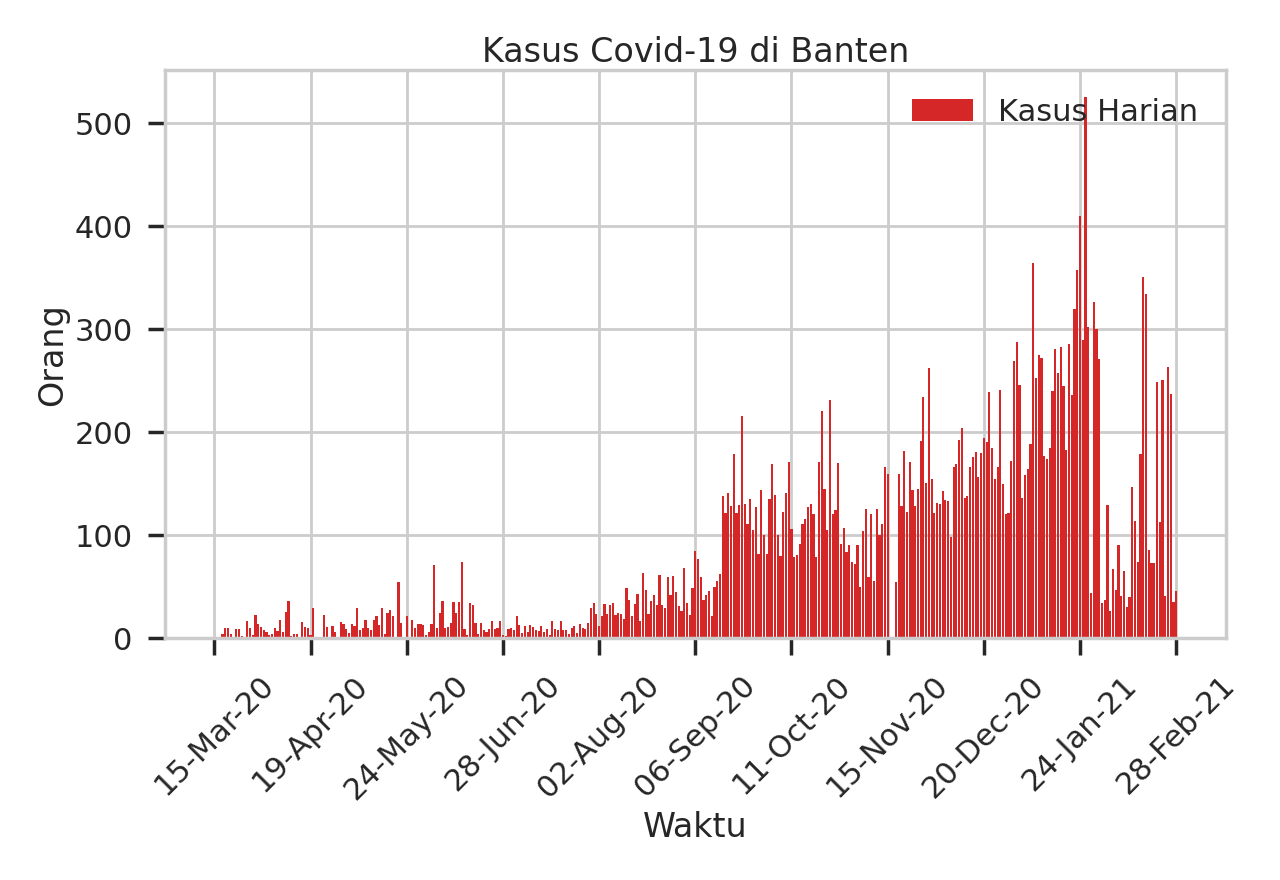 Kasus Covid-19 di Banten
Kasus Harian
Orang
500
400
300
200
100
0
15-Mar-20
19-Apr-20
24-May-20
28-Jun-20
02-Aug-20
06-Sep-20
11-Oct-20
15-Nov-20
20-Dec-20
24-Jan-21
28-Feb-21
Waktu